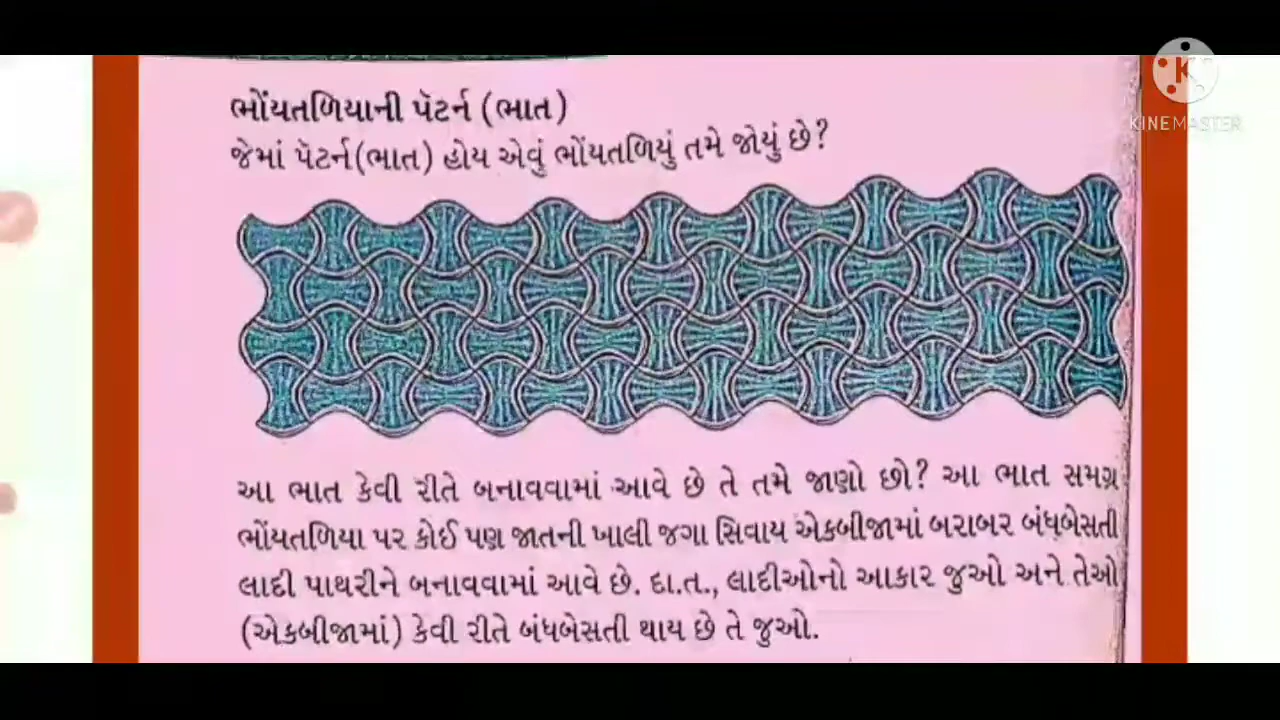 ભોંયતળિયાની પૅટર્ન (ભાત)
જેમાં પૅટર્ન(ભાત) હોય એવું ભોંયતળિયું તમે જોયું છે?
આ ભાત કેવી રીતે બનાવવામાં આવે છે તે તમે જાણો છો? આ ભાત સમગ્ર
ભોંયતળિયા પર કોઈ પણ જાતની ખાલી જગા સિવાય એકબીજામાં બરાબર બંધબેસતી
લાદી પાથરીને બનાવવામાં આવે છે. દા.ત., લાદીઓનો આકાર જુઓ અને તેઓ
(એકબીજામાં) કેવી રીતે બંધબેસતી થાય છે તે જુઓ.
KINEMASTER